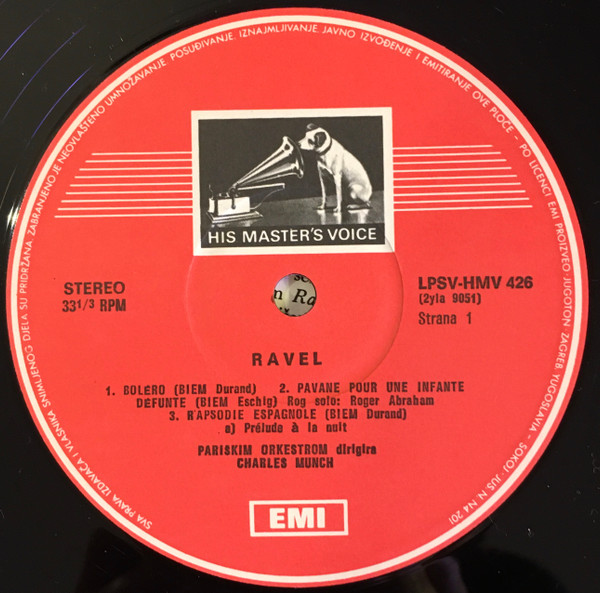 SVA PRAVA IZDAVAČA I VLASNIKA SNIMLJENOG DJELA SU PRIDRŽANA. ZABRANJENO JE NEOVLAŠTENO UMNOŽAVANJE, POSUĐIVANJE, IZNAJMLJIVANJE, JAVNO IZVOĐENJE I EMITIRANJE OVE PLOČE - PO LICENCI EMI PROIZVEO: JUGOTON, ZAGREB, YUGOSLAVIA - SOKOJ - JUS. N. N4 201
HIS MASTER'S VOICE
STEREO
33 1/3 RPM
LPSV-HMV 426
(2yla 9051)
Strana 1
n Ra
RAVEL
1. BOLERO (BIEM Durand) 2. PAVANE POUR UNE INFANTE
DEFUNTE (BIEM Eschig) Rog solo: Roger Abraham
3. RAPSODIE ESPAGNOLE (BIEM Durand)
a) Prélude à la nuit
PARISKIM ORKESTROM dirigira
CHARLES MUNCH
EMI